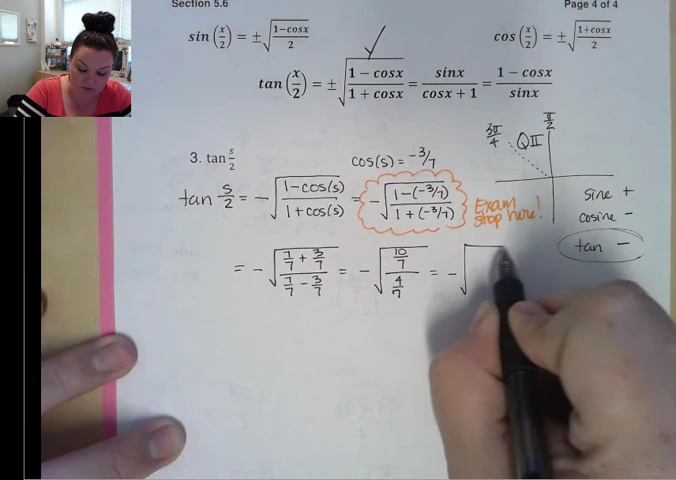 Section 5.6 Page 4 of 4
sin(x/2) = ±√((1−cosx)/2) cos(x/2) = ±√((1+cosx)/2)
tan(x/2) = ±√((1 − cosx)/(1 + cosx)) = sinx/(cosx + 1) = (1 − cosx)/sinx
3. tan s/2 cos(s) = -3/7
3π/4 QII π/2
tan s/2 = -√((1-cos(s))/(1+cos(s))) = -√((1-(-3/7))/(1+(-3/7)))
Exam
Stop here!
sine +
cosine -
tan -
= -√((7/7 + 3/7)/(7/7 - 3/7)) = -√((10/7)/(4/7)) = -√